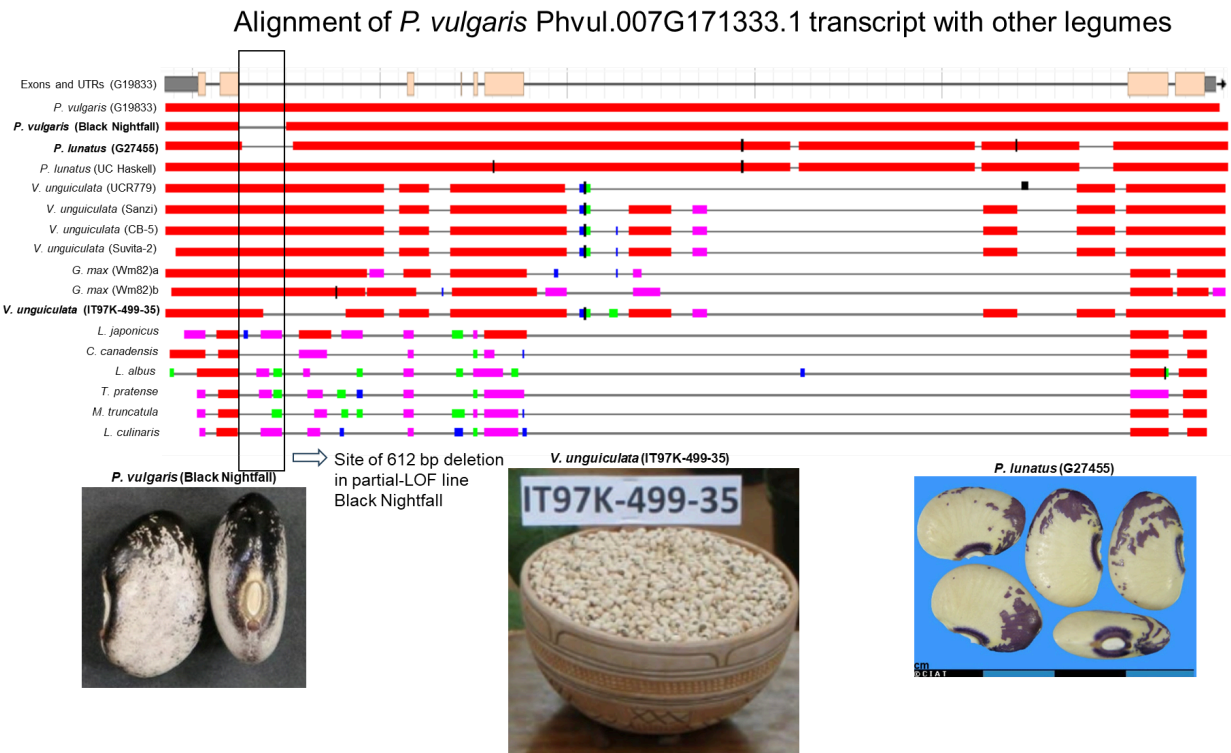 Alignment of P. vulgaris Phvul.007G171333.1 transcript with other legumes
Exons and UTRs (G19833)
P. vulgaris (G19833)
P. vulgaris (Black Nightfall)
P. lunatus (G27455)
P. lunatus (UC Haskell)
V. unguiculata (UCR779)
V. unguiculata (Sanzi)
V. unguiculata (CB-5)
V. unguiculata (Suvita-2)
G. max (Wm82)a
G. max (Wm82)b
V. unguiculata (IT97K-499-35)
L. japonicus
C. canadensis
L. albus
T. pratense
M. truncatula
L. culinaris
Site of 612 bp deletion
in partial-LOF line
Black Nightfall
P. vulgaris (Black Nightfall)
V. unguiculata (IT97K-499-35)
IT97K-499-35
P. lunatus (G27455)
cm
©CIAT